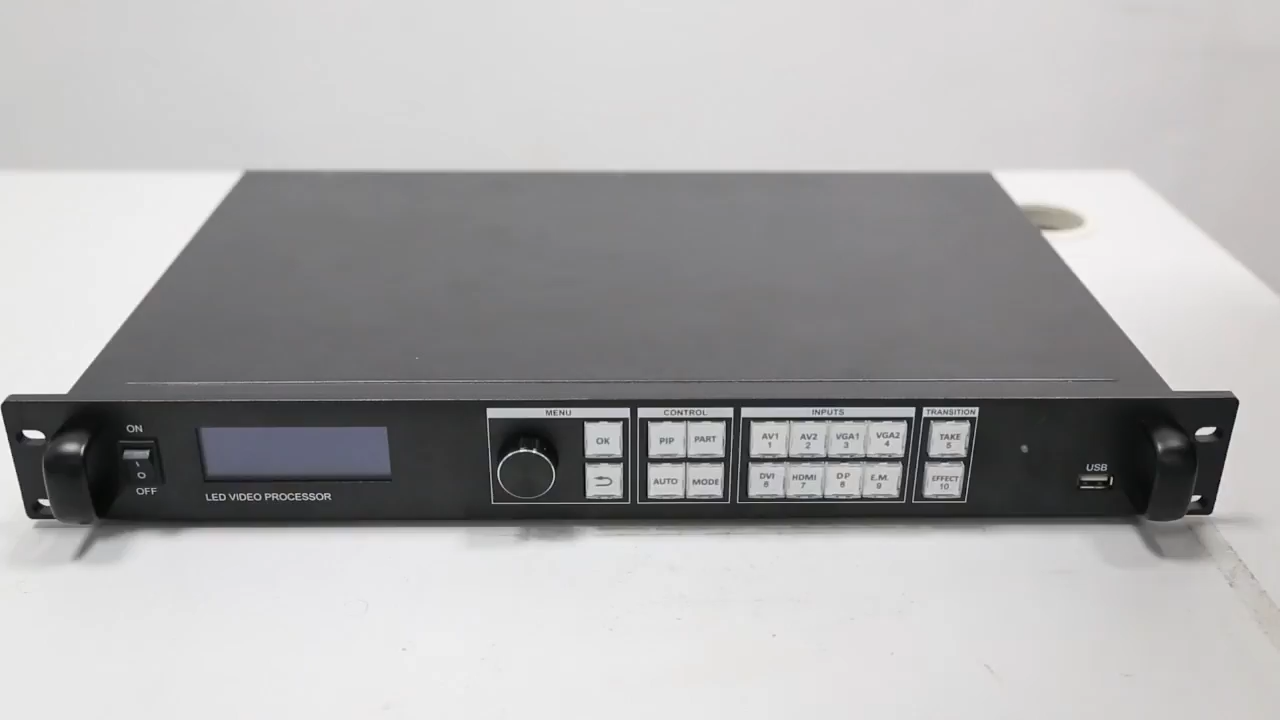 ON
I
O
OFF
LED VIDEO PROCESSOR
MENU
OK
CONTROL
PIP
PART
AUTO
MODE
INPUTS
AV1
1
AV2
2
VGA1
3
VGA2
4
DVI
6
HDMI
7
DP
8
E.M.
9
TRANSITION
TAKE
5
EFFECT
10
USB